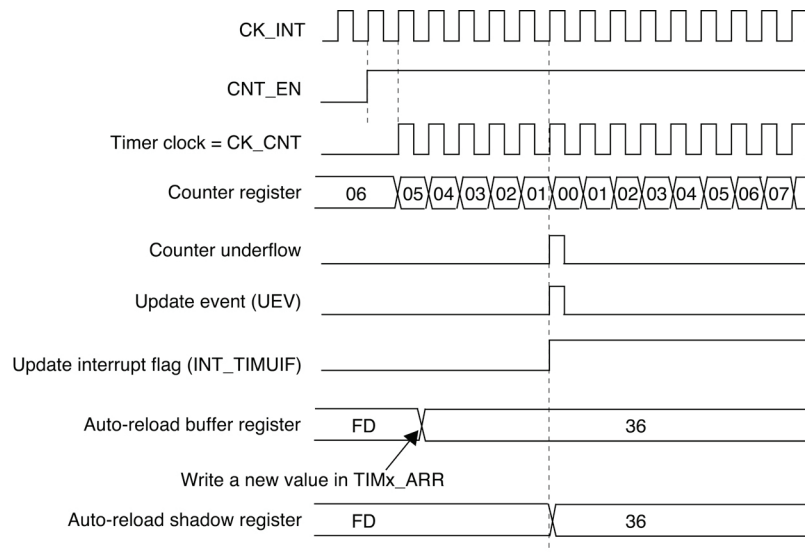 CK_INT
CNT_EN
Timer clock = CK_CNT
Counter register 06 05 04 03 02 01 00 01 02 03 04 05 06 07
Counter underflow
Update event (UEV)
Update interrupt flag (INT_TIMUIF)
Auto-reload buffer register FD 36
Write a new value in TIMx_ARR
Auto-reload shadow register FD 36